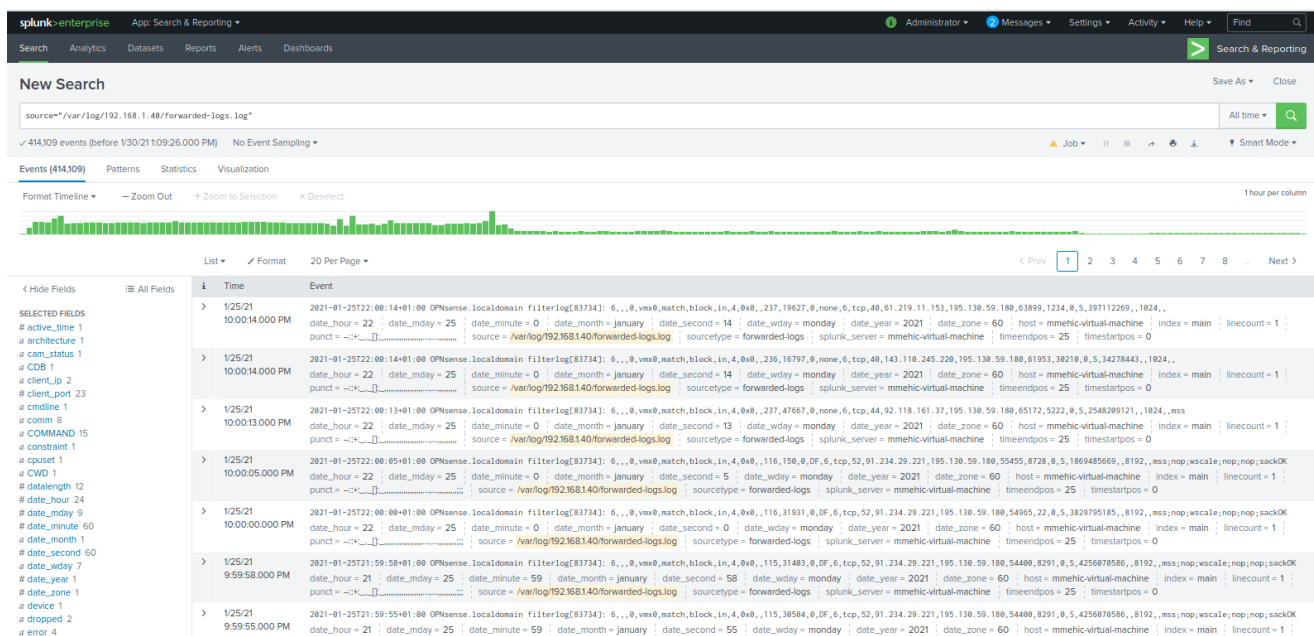 splunk>enterprise App: Search & Reporting ▾ i Administrator ▾ 2 Messages ▾ Settings ▾ Activity ▾ Help ▾ Find
Search Analytics Datasets Reports Alerts Dashboards > Search & Reporting
New Search Save As ▾ Close
source="/var/log/192.168.1.40/forwarded-logs.log" All time ▾
✓ 414,109 events (before 1/30/21 1:09:26.000 PM) No Event Sampling ▾ Job ▾ Smart Mode ▾
Events (414,109) Patterns Statistics Visualization
Format Timeline ▾ — Zoom Out + Zoom to Selection × Deselect 1 hour per column
List ▾ Format 20 Per Page ▾ < Prev 1 2 3 4 5 6 7 8 ... Next >
< Hide Fields All Fields
SELECTED FIELDS
# active_time 1
a architecture 1
a cam_status 1
a CDB 1
a client_ip 2
# client_port 23
a cmdline 1
a comm 8
a COMMAND 15
a constraint 1
a cpuset 1
a CWD 1
# datalength 12
# date_hour 24
# date_mday 9
# date_minute 60
a date_month 1
# date_second 60
a date_wday 7
# date_year 1
# date_zone 1
a device 1
a dropped 2
a error 4
i Time Event
> 1/25/21
10:00:14.000 PM
2021-01-25T22:00:14+01:00 OPNsense.localdomain filterlog[83734]: 6,,,0,vmx0,match,block,in,4,0x0,,237,19627,0,none,6,tcp,40,61.219.11.153,195.130.59.180,63899,1234,0,S,397112269,,1024,,
date_hour = 22 date_mday = 25 date_minute = 0 date_month = january date_second = 14 date_wday = monday date_year = 2021 date_zone = 60 host = mmehic-virtual-machine index = main linecount = 1
punct = source = /var/log/192.168.1.40/forwarded-logs.log sourcetype = forwarded-logs splunk_server = mmehic-virtual-machine timeendpos = 25 timestartpos = 0
> 1/25/21
10:00:14.000 PM
2021-01-25T22:00:14+01:00 OPNsense.localdomain filterlog[83734]: 6,,,0,vmx0,match,block,in,4,0x0,,236,16797,0,none,6,tcp,40,143.110.245.220,195.130.59.180,61953,30210,0,S,34278443,,1024,,
date_hour = 22 date_mday = 25 date_minute = 0 date_month = january date_second = 14 date_wday = monday date_year = 2021 date_zone = 60 host = mmehic-virtual-machine index = main linecount = 1
punct = source = /var/log/192.168.1.40/forwarded-logs.log sourcetype = forwarded-logs splunk_server = mmehic-virtual-machine timeendpos = 25 timestartpos = 0
> 1/25/21
10:00:13.000 PM
2021-01-25T22:00:13+01:00 OPNsense.localdomain filterlog[83734]: 6,,,0,vmx0,match,block,in,4,0x0,,237,47667,0,none,6,tcp,44,92.118.161.37,195.130.59.180,65172,5222,0,S,2548209121,,1024,,mss
date_hour = 22 date_mday = 25 date_minute = 0 date_month = january date_second = 13 date_wday = monday date_year = 2021 date_zone = 60 host = mmehic-virtual-machine index = main linecount = 1
punct = source = /var/log/192.168.1.40/forwarded-logs.log sourcetype = forwarded-logs splunk_server = mmehic-virtual-machine timeendpos = 25 timestartpos = 0
> 1/25/21
10:00:05.000 PM
2021-01-25T22:00:05+01:00 OPNsense.localdomain filterlog[83734]: 6,,,0,vmx0,match,block,in,4,0x0,,116,150,0,DF,6,tcp,52,91.234.29.221,195.130.59.180,55455,8728,0,S,1869485669,,8192,,mss;nop;wscale;nop;nop;sackOK
date_hour = 22 date_mday = 25 date_minute = 0 date_month = january date_second = 5 date_wday = monday date_year = 2021 date_zone = 60 host = mmehic-virtual-machine index = main linecount = 1
punct = source = /var/log/192.168.1.40/forwarded-logs.log sourcetype = forwarded-logs splunk_server = mmehic-virtual-machine timeendpos = 25 timestartpos = 0
> 1/25/21
10:00:00.000 PM
2021-01-25T22:00:00+01:00 OPNsense.localdomain filterlog[83734]: 6,,,0,vmx0,match,block,in,4,0x0,,116,31931,0,DF,6,tcp,52,91.234.29.221,195.130.59.180,54965,22,0,S,3829795185,,8192,,mss;nop;wscale;nop;nop;sackOK
date_hour = 22 date_mday = 25 date_minute = 0 date_month = january date_second = 0 date_wday = monday date_year = 2021 date_zone = 60 host = mmehic-virtual-machine index = main linecount = 1
punct = source = /var/log/192.168.1.40/forwarded-logs.log sourcetype = forwarded-logs splunk_server = mmehic-virtual-machine timeendpos = 25 timestartpos = 0
> 1/25/21
9:59:58.000 PM
2021-01-25T21:59:58+01:00 OPNsense.localdomain filterlog[83734]: 6,,,0,vmx0,match,block,in,4,0x0,,115,31403,0,DF,6,tcp,52,91.234.29.221,195.130.59.180,54400,8291,0,S,4256070586,,8192,,mss;nop;wscale;nop;nop;sackOK
date_hour = 21 date_mday = 25 date_minute = 59 date_month = january date_second = 58 date_wday = monday date_year = 2021 date_zone = 60 host = mmehic-virtual-machine index = main linecount = 1
punct = source = /var/log/192.168.1.40/forwarded-logs.log sourcetype = forwarded-logs splunk_server = mmehic-virtual-machine timeendpos = 25 timestartpos = 0
> 1/25/21
9:59:55.000 PM
2021-01-25T21:59:55+01:00 OPNsense.localdomain filterlog[83734]: 6,,,0,vmx0,match,block,in,4,0x0,,115,30504,0,DF,6,tcp,52,91.234.29.221,195.130.59.180,54400,8291,0,S,4256070586,,8192,,mss;nop;wscale;nop;nop;sackOK
date_hour = 21 date_mday = 25 date_minute = 59 date_month = january date_second = 55 date_wday = monday date_year = 2021 date_zone = 60 host = mmehic-virtual-machine index = main linecount = 1